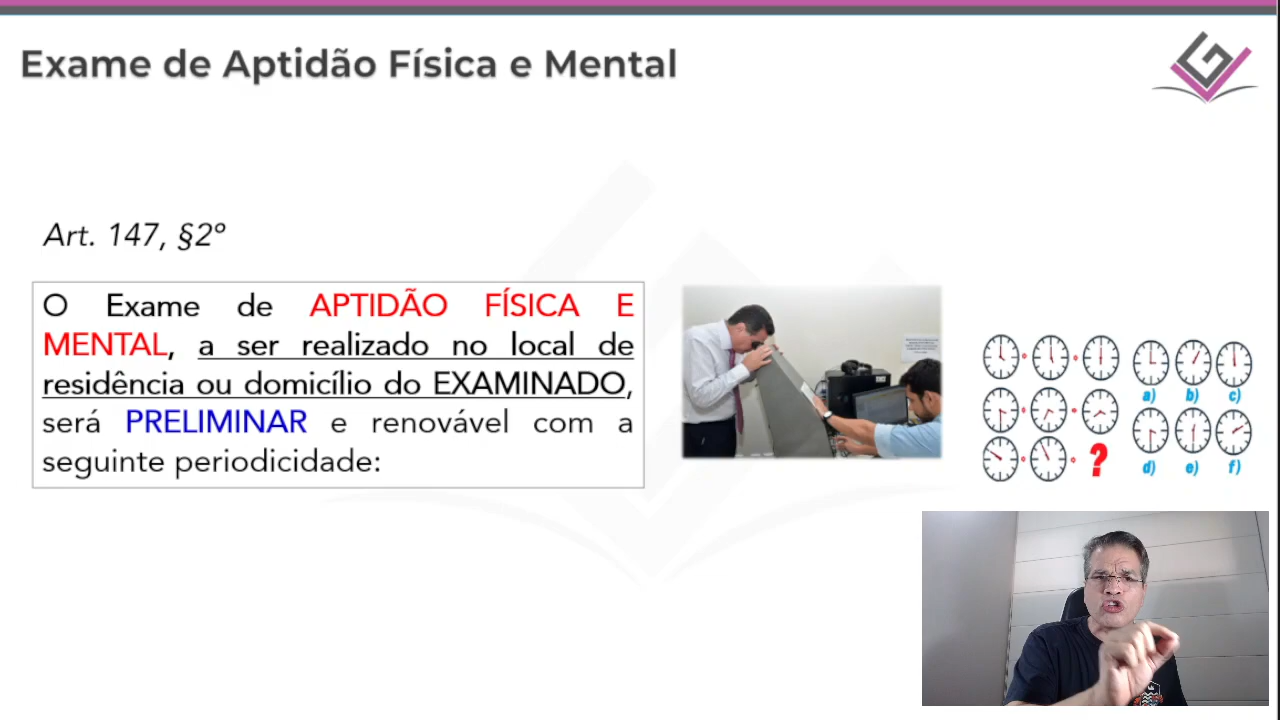 Exame de Aptidão Física e Mental
Art. 147, §2º
O Exame de APTIDÃO FÍSICA E
MENTAL, a ser realizado no local de
residência ou domicílio do EXAMINADO,
será PRELIMINAR e renovável com a
seguinte periodicidade:
a) b) c)
?
d) e) f)